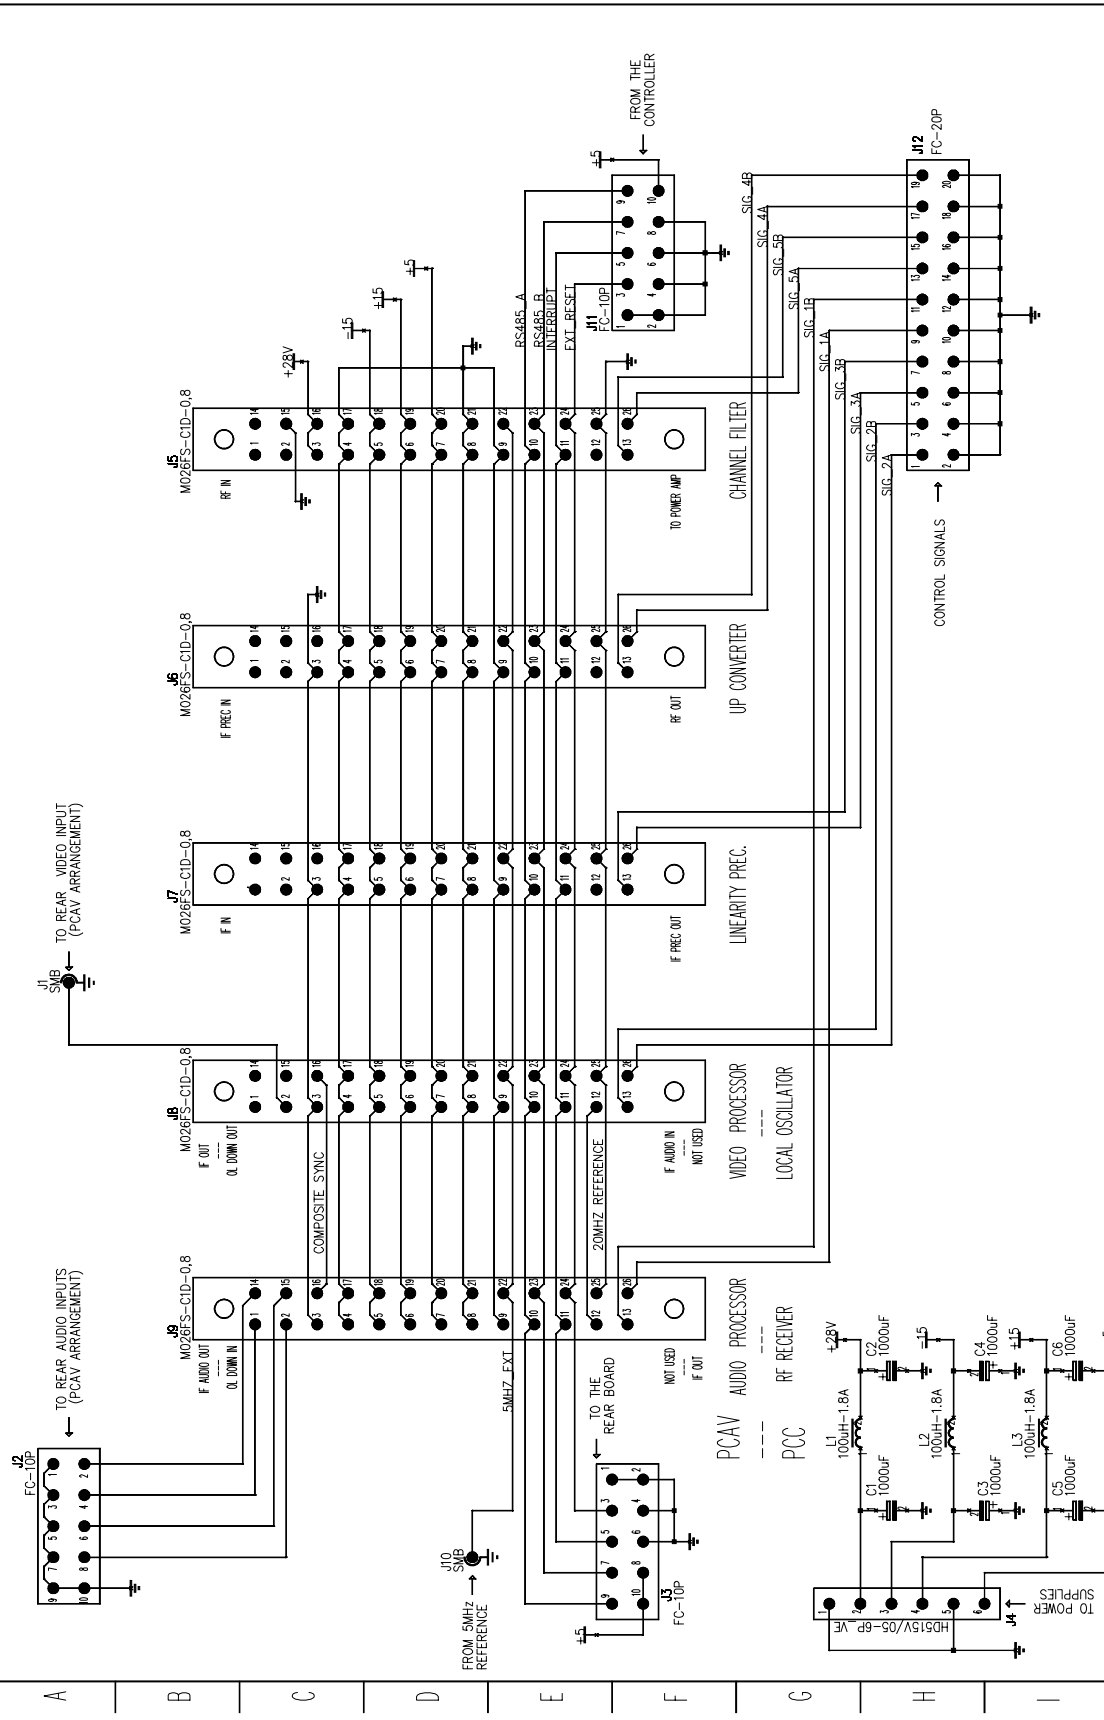 FROM THE
CONTROLLER
+5
J12
FC-20P
SIG_4B
SIG_4A
SIG_5B
SIG_5A
SIG_1B
SIG_1A
SIG_3B
SIG_3A
SIG_2B
SIG_2A
RS485_A
RS485_B
INTERRUPT
EXT_RESET
J11
FC-10P
+5
+15
-15
+28V
J5
M026FS-C1D-0,8
RF IN
TO POWER AMP
CHANNEL FILTER
CONTROL SIGNALS
J6
M026FS-C1D-0,8
IF PREC IN
RF OUT
UP CONVERTER
TO REAR VIDEO INPUT
(PCAV ARRANGEMENT)
J1
SMB
J7
M026FS-C1D-0,8
IF IN
IF PREC OUT
LINEARITY PREC.
J8
M026FS-C1D-0,8
IF OUT
---
OL DOWN OUT
IF AUDIO IN
---
NOT USED
VIDEO PROCESSOR
---
LOCAL OSCILLATOR
COMPOSITE SYNC
20MHZ REFERENCE
TO REAR AUDIO INPUTS
(PCAV ARRANGEMENT)
J2
FC-10P
J9
M026FS-C1D-0,8
IF AUDIO OUT
---
OL DOWN IN
NOT USED
---
IF OUT
PCAV AUDIO PROCESSOR
--- ---
PCC RF RECEIVER
5MHZ_EXT
TO THE
REAR BOARD
J10
SMB
FROM 5MHz
REFERENCE
J3
FC-10P
+5
+28V
-15
+15
L1
100uH-1.8A
L2
100uH-1.8A
L3
100uH-1.8A
C1
1000uF
C2
1000uF
C3
1000uF
C4
1000uF
C5
1000uF
C6
1000uF
J4
HD515V/05-6P_VE
TO POWER
SUPPLIES
A
B
C
D
E
F
G
H
I